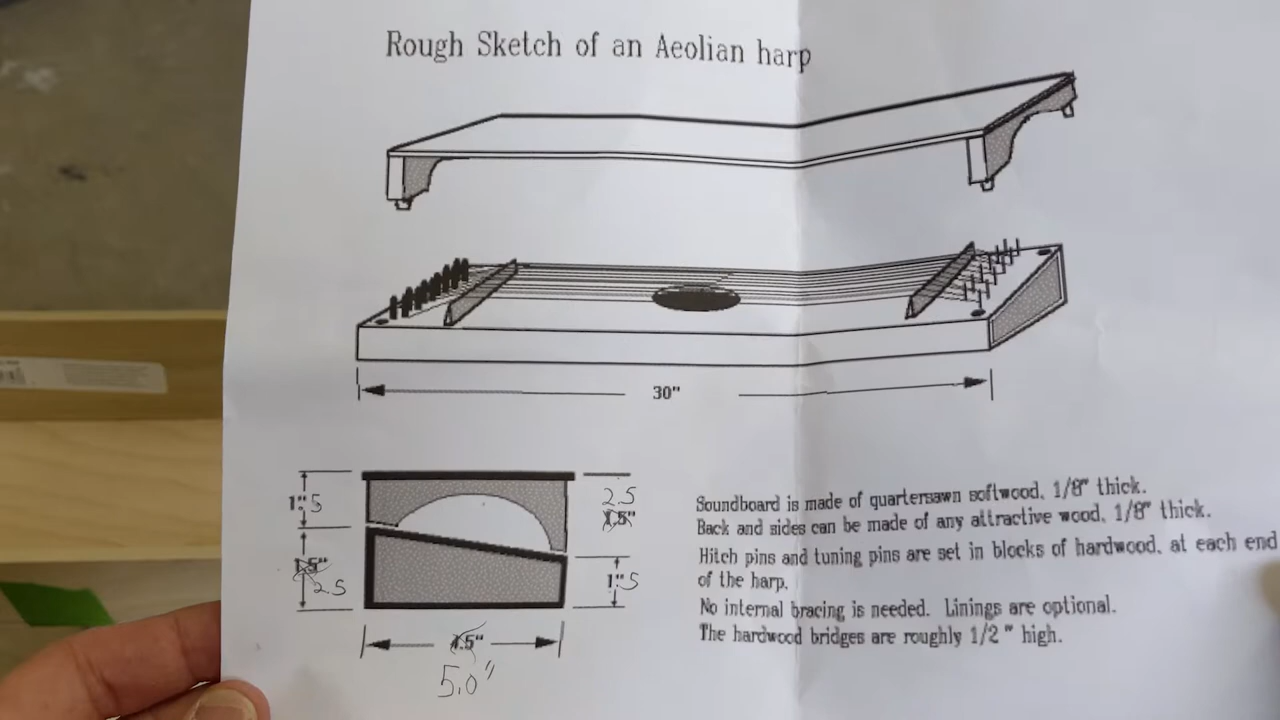 Rough Sketch of an Aeolian harp
30"
1".5
2.5
1.5"
1.5"
2.5
1".5
5.0"
Soundboard is made of quartersawn softwood, 1/8" thick.
Back and sides can be made of any attractive wood, 1/8" thick.
Hitch pins and tuning pins are set in blocks of hardwood, at each end
of the harp.
No internal bracing is needed. Linings are optional.
The hardwood bridges are roughly 1/2 " high.